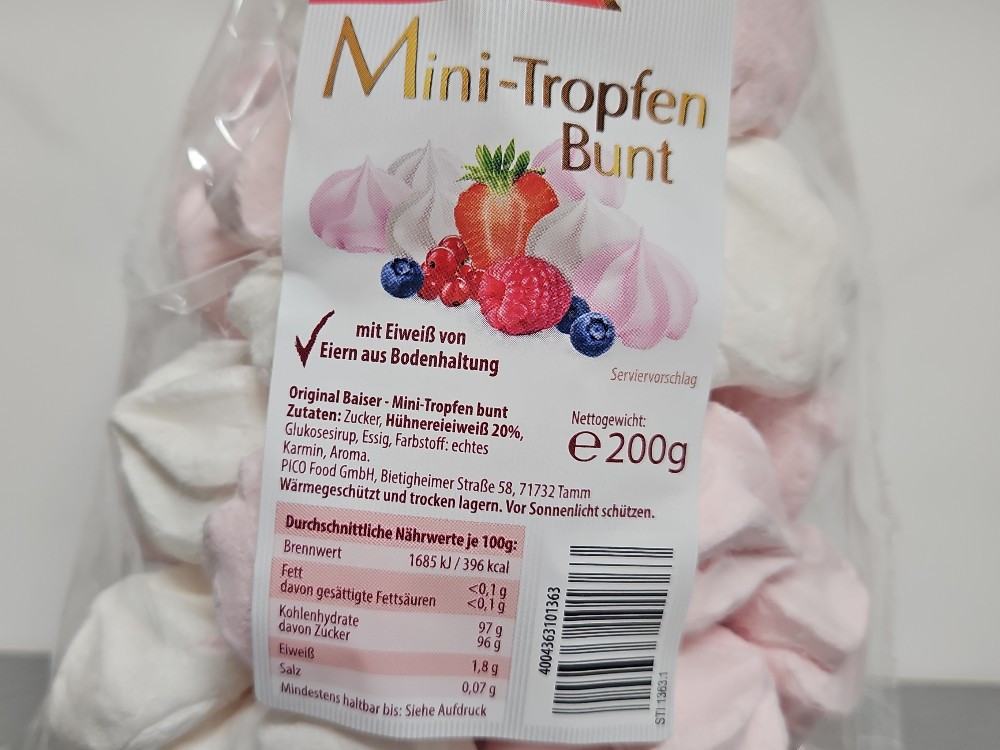 Mini-Tropfen
Bunt
mit Eiweiß von
Eiern aus Bodenhaltung
Serviervorschlag
Original Baiser - Mini-Tropfen bunt
Zutaten: Zucker, Hühnereieiweiß 20%,
Glukosesirup, Essig, Farbstoff: echtes
Karmin, Aroma.
PICO Food GmbH, Bietigheimer Straße 58, 71732 Tamm
Wärmegeschützt und trocken lagern. Vor Sonnenlicht schützen.
Nettogewicht:
℮200g
Durchschnittliche Nährwerte je 100g:
Brennwert 1685 kJ / 396 kcal
Fett <0,1 g
davon gesättigte Fettsäuren <0,1 g
Kohlenhydrate 97 g
davon Zucker 96 g
Eiweiß 1,8 g
Salz 0,07 g
Mindestens haltbar bis: Siehe Aufdruck
4004363101363
STI 1363.1